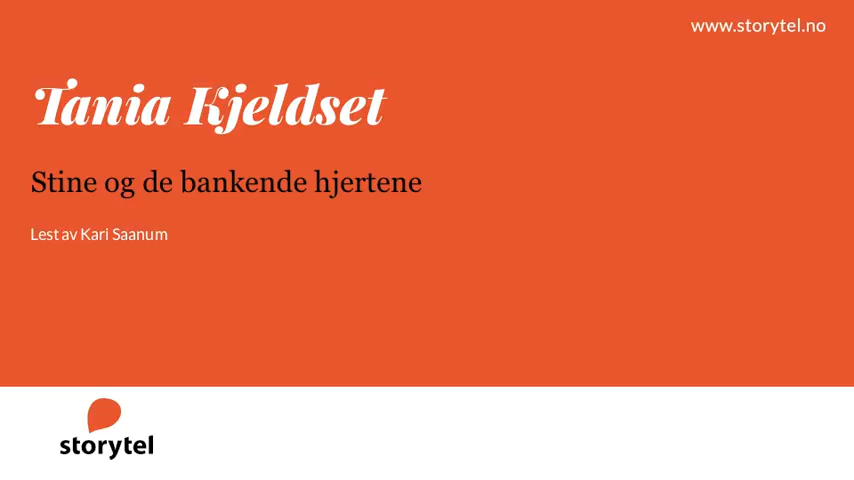 www.storytel.no
Tania Kjeldset
Stine og de bankende hjertene
Lest av Kari Saanum
storytel